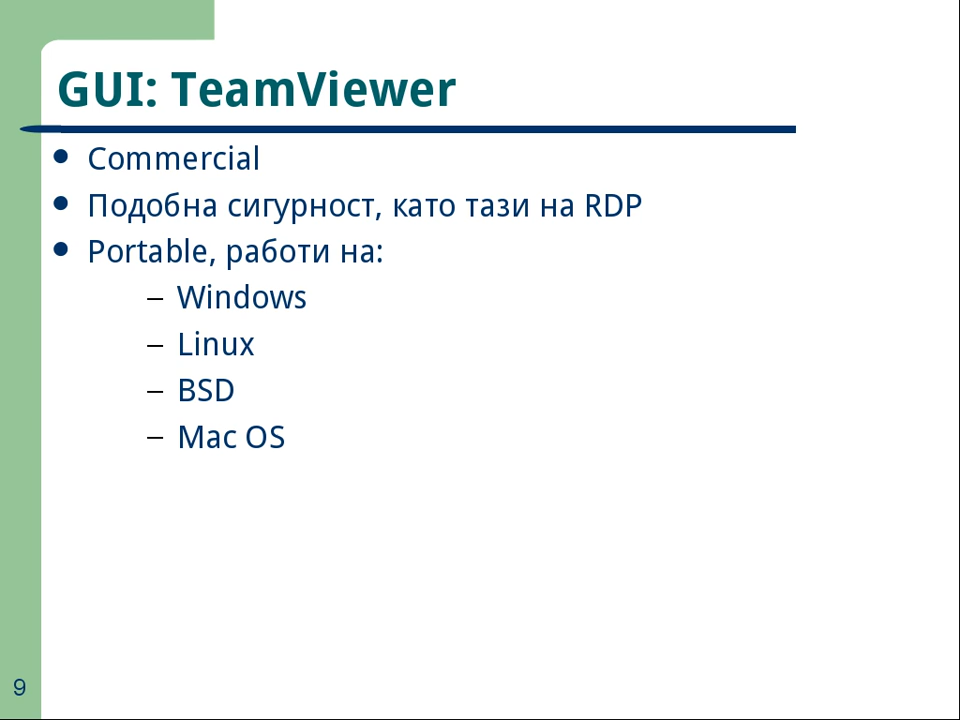 GUI: TeamViewer
● Commercial
● Подобна сигурност, като тази на RDP
● Portable, работи на:
– Windows
– Linux
– BSD
– Mac OS
9